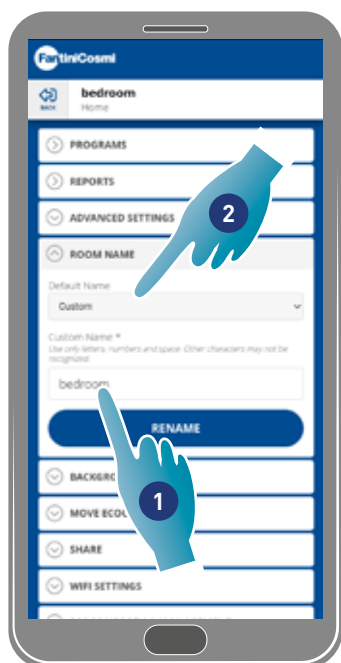 FantiniCosmi
BACK
bedroom
Home
PROGRAMS
REPORTS
ADVANCED SETTINGS
2
ROOM NAME
Default Name
Custom
Custom Name *
Use only letters, numbers and space. Other characters may not be
recognized.
bedroom
RENAME
1
MOVE
SHARE
WIFI SETTINGS